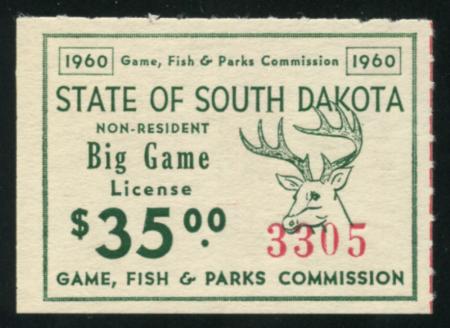 1960 Game, Fish & Parks Commission 1960
STATE OF SOUTH DAKOTA
NON-RESIDENT
Big Game
License
$35.00
3305
GAME, FISH & PARKS COMMISSION